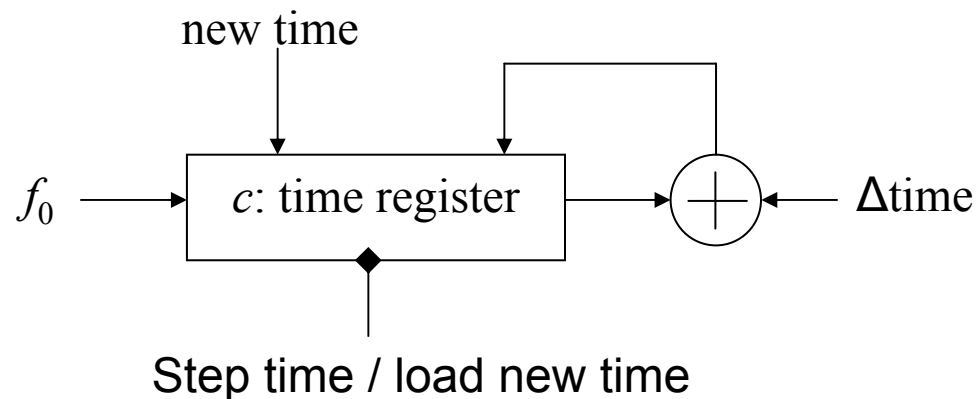 new time
f₀
c: time register
Δtime
Step time / load new time